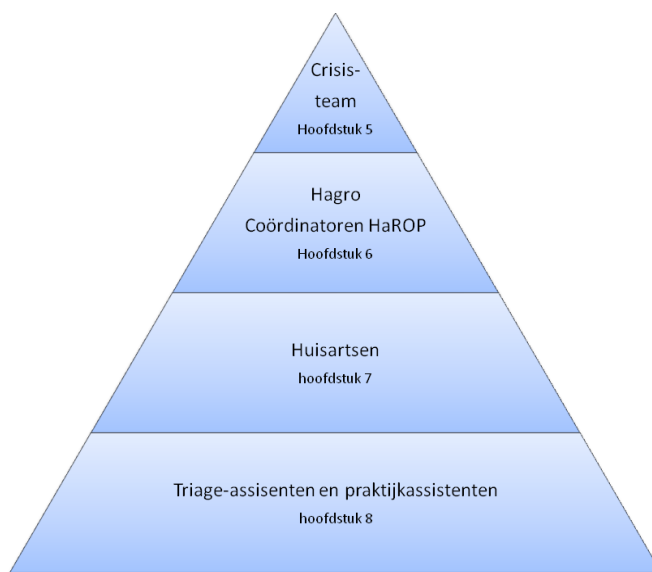 Crisis-
team
Hoofdstuk 5
Hagro
Coördinatoren HaROP
Hoofdstuk 6
Huisartsen
hoofdstuk 7
Triage-assisenten en praktijkassistenten
hoofdstuk 8